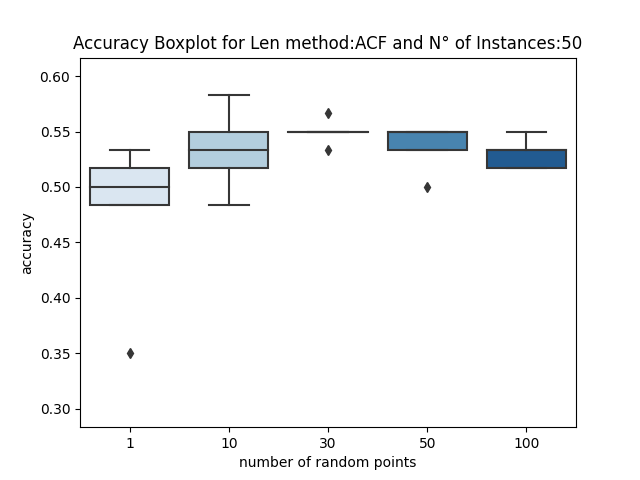 Accuracy Boxplot for Len method:ACF and N° of Instances:50
0.60
0.55
0.50
0.45
0.40
0.35
0.30
accuracy
1 10 30 50 100
number of random points